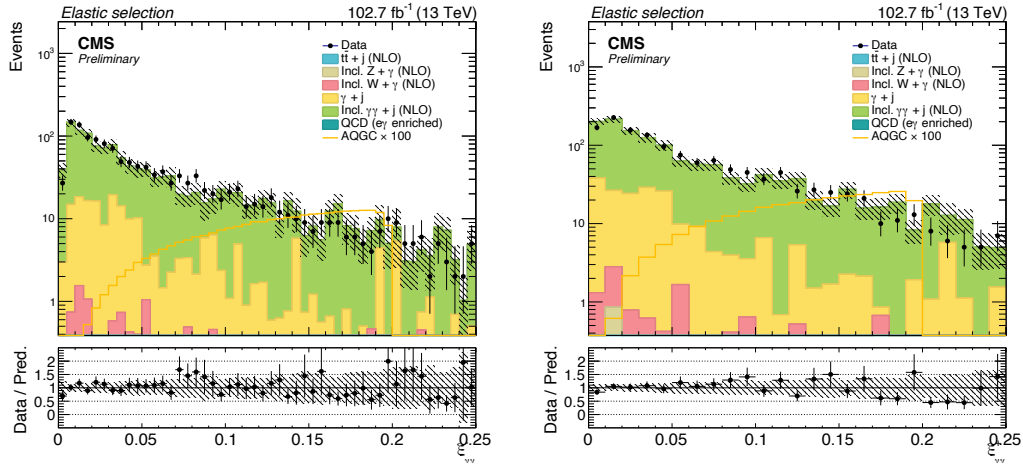 Elastic selection 102.7 fb⁻¹ (13 TeV)
Events
CMS
Preliminary
Data
tt̄ + j (NLO)
Incl. Z + γ (NLO)
Incl. W + γ (NLO)
γ + j
Incl. γγ + j (NLO)
QCD (eγ enriched)
AQGC × 100
10³
10²
10
1
Data / Pred.
2
1.5
1
0.5
0
0 0.05 0.1 0.15 0.2 0.25
ξ±γγ
Elastic selection 102.7 fb⁻¹ (13 TeV)
Events
CMS
Preliminary
Data
tt̄ + j (NLO)
Incl. Z + γ (NLO)
Incl. W + γ (NLO)
γ + j
Incl. γγ + j (NLO)
QCD (eγ enriched)
AQGC × 100
10³
10²
10
1
Data / Pred.
2
1.5
1
0.5
0
0 0.05 0.1 0.15 0.2 0.25